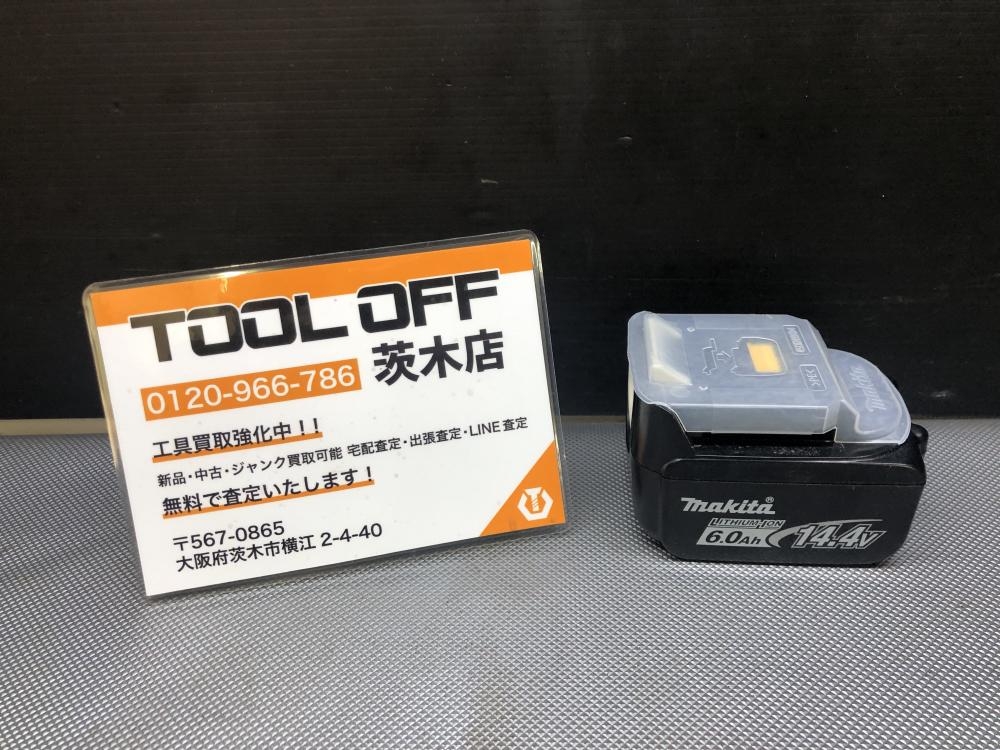 TOOL OFF
茨木店
0120-966-786
工具買取強化中！！
新品・中古・ジャンク買取可能 宅配査定・出張査定・LINE査定
無料で査定いたします！
〒567-0865
大阪府茨木市横江 2-4-40
makita
makita®
LITHIUM-ION
6.0Ah 14.4V